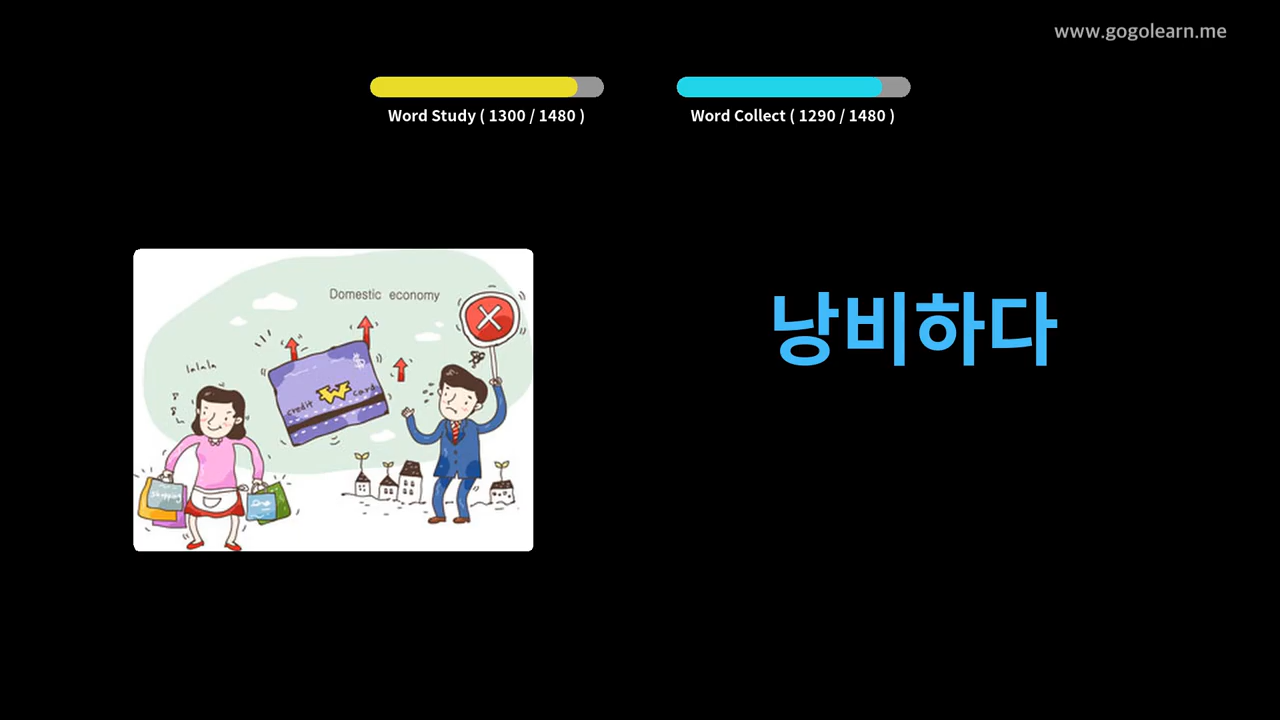 www.gogolearn.me
Word Study ( 1300 / 1480 )
Word Collect ( 1290 / 1480 )
Domestic economy
lalala
$
W
credit card
shopping
낭비하다